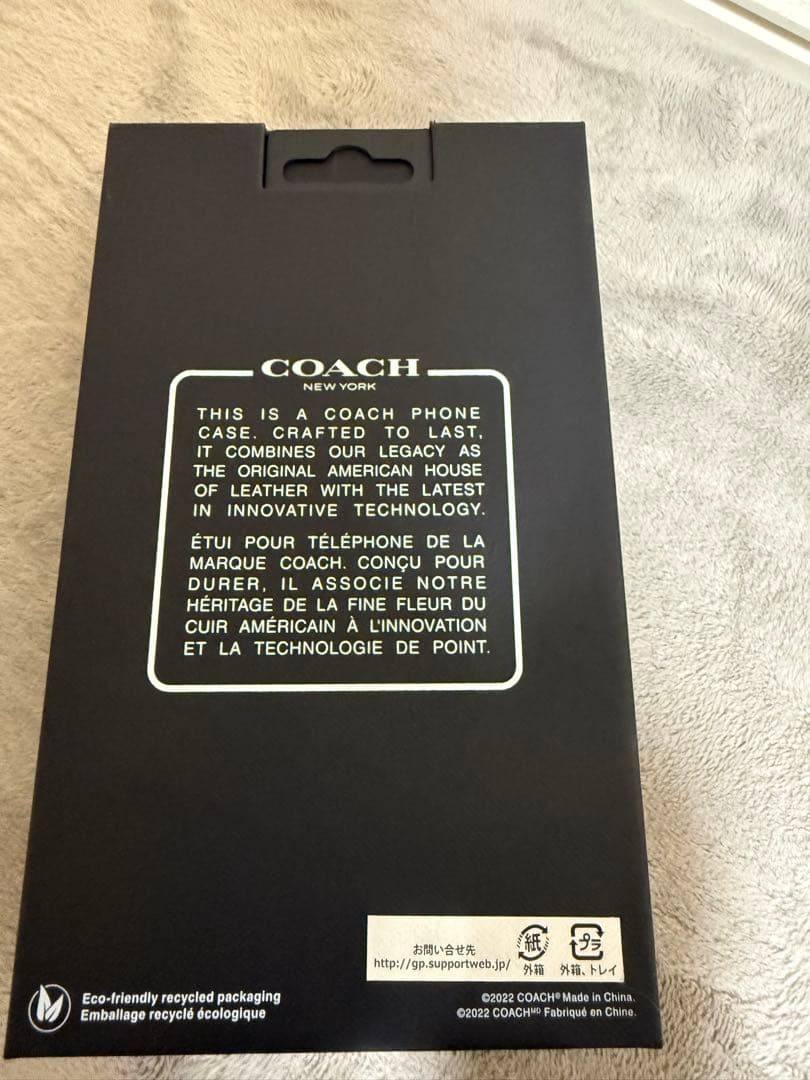 COACH
NEW YORK
THIS IS A COACH PHONE
CASE. CRAFTED TO LAST,
IT COMBINES OUR LEGACY AS
THE ORIGINAL AMERICAN HOUSE
OF LEATHER WITH THE LATEST
IN INNOVATIVE TECHNOLOGY.
ÉTUI POUR TÉLÉPHONE DE LA
MARQUE COACH. CONÇU POUR
DURER, IL ASSOCIE NOTRE
HÉRITAGE DE LA FINE FLEUR DU
CUIR AMÉRICAIN À L'INNOVATION
ET LA TECHNOLOGIE DE POINT.
お問い合せ先
http://gp.supportweb.jp/
紙
外箱
プラ
外箱、トレイ
Eco-friendly recycled packaging
Emballage recyclé écologique
©2022 COACH® Made in China.
©2022 COACHᴹᴰ Fabriqué en Chine.